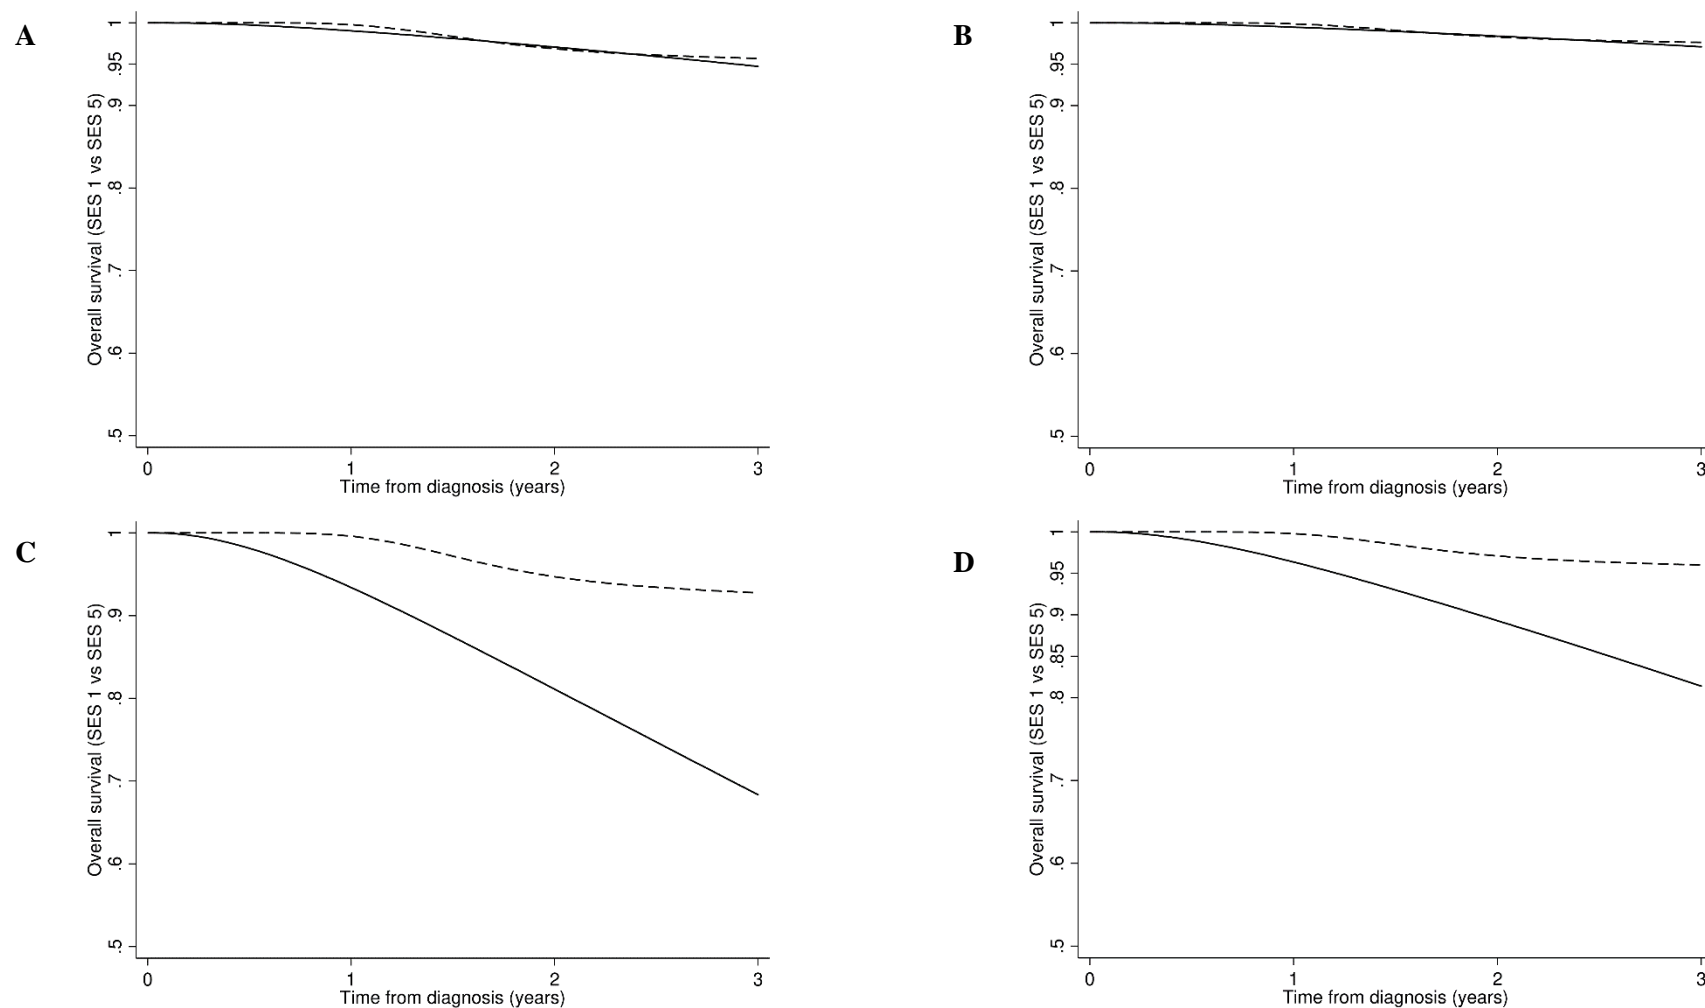 A
Overall survival (SES 1 vs SES 5)
1
.95
.9
.8
.7
.6
.5
0 1 2 3
Time from diagnosis (years)
B
Overall survival (SES 1 vs SES 5)
1
.95
.9
.8
.7
.6
.5
0 1 2 3
Time from diagnosis (years)
C
Overall survival (SES 1 vs SES 5)
1
.9
.8
.7
.6
.5
0 1 2 3
Time from diagnosis (years)
D
Overall survival (SES 1 vs SES 5)
1
.95
.9
.85
.8
.7
.6
.5
0 1 2 3
Time from diagnosis (years)